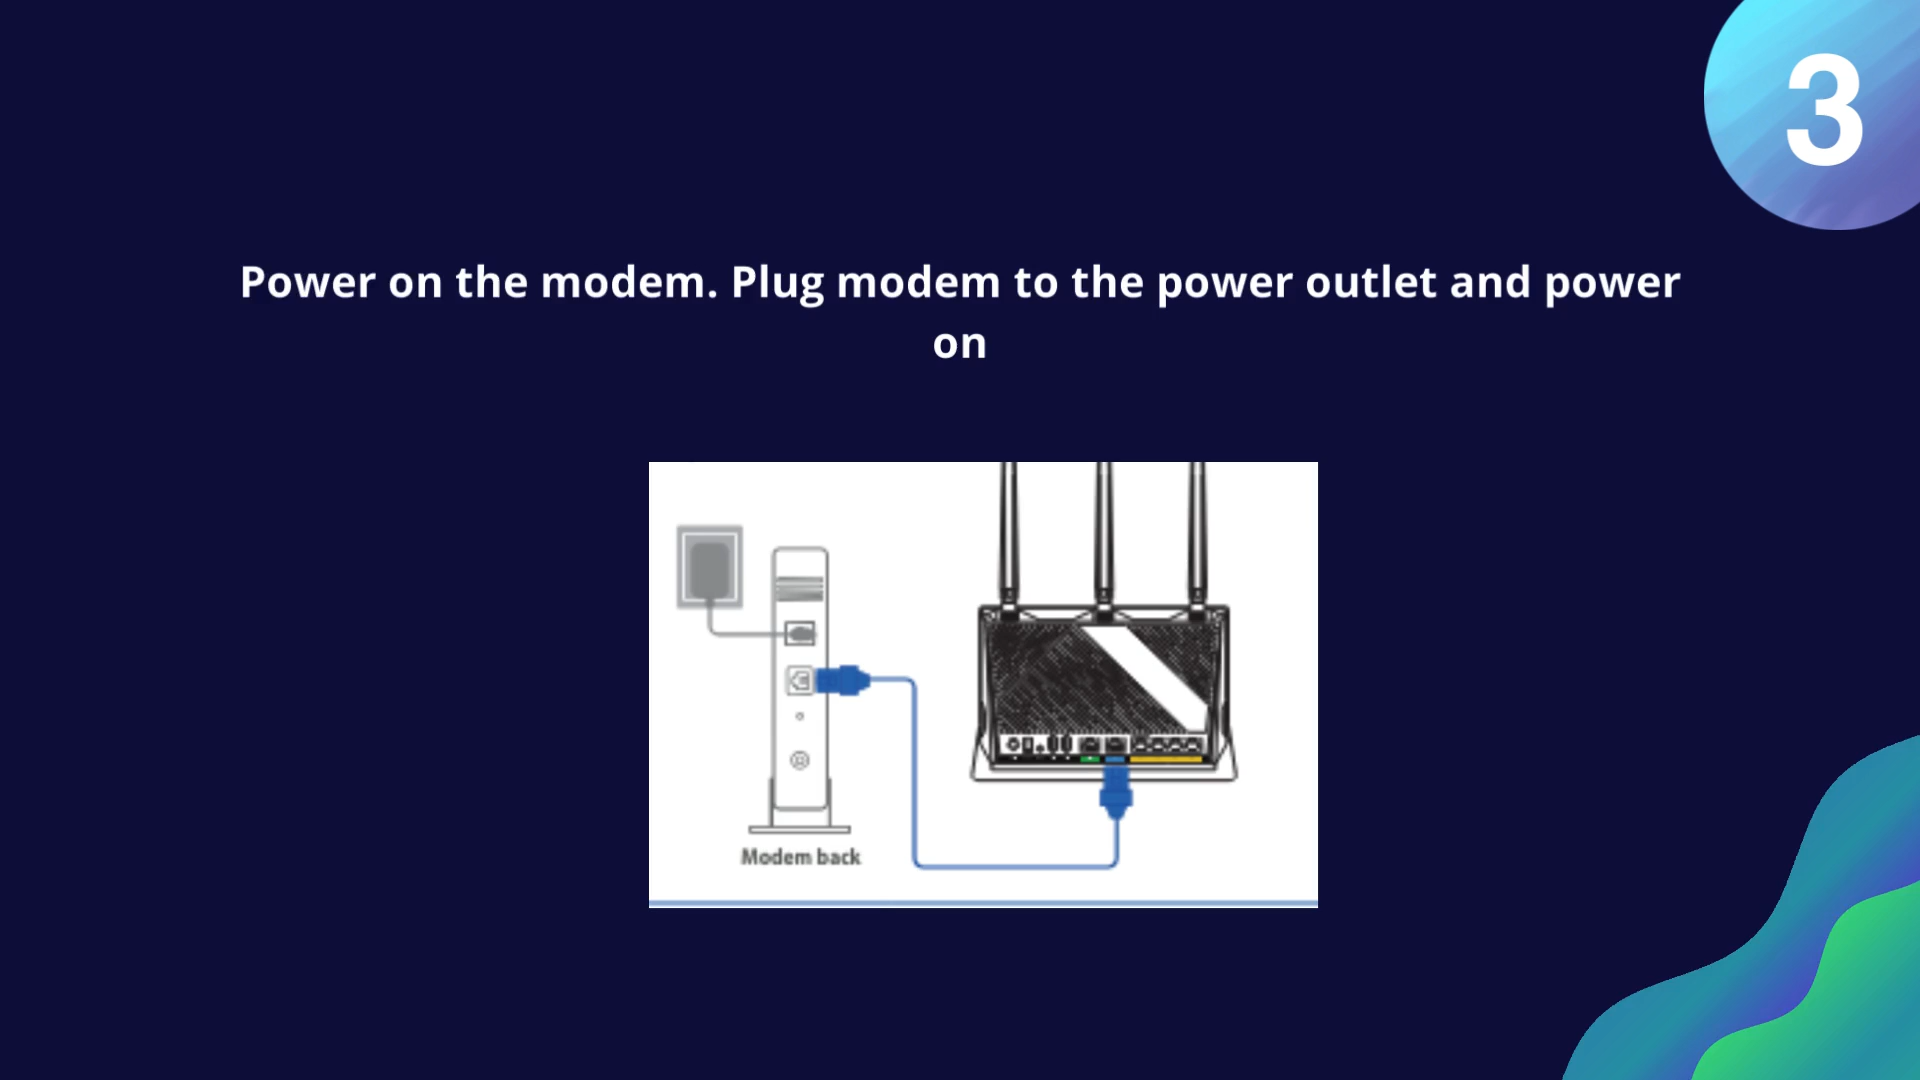 3
Power on the modem. Plug modem to the power outlet and power
on
Modem back